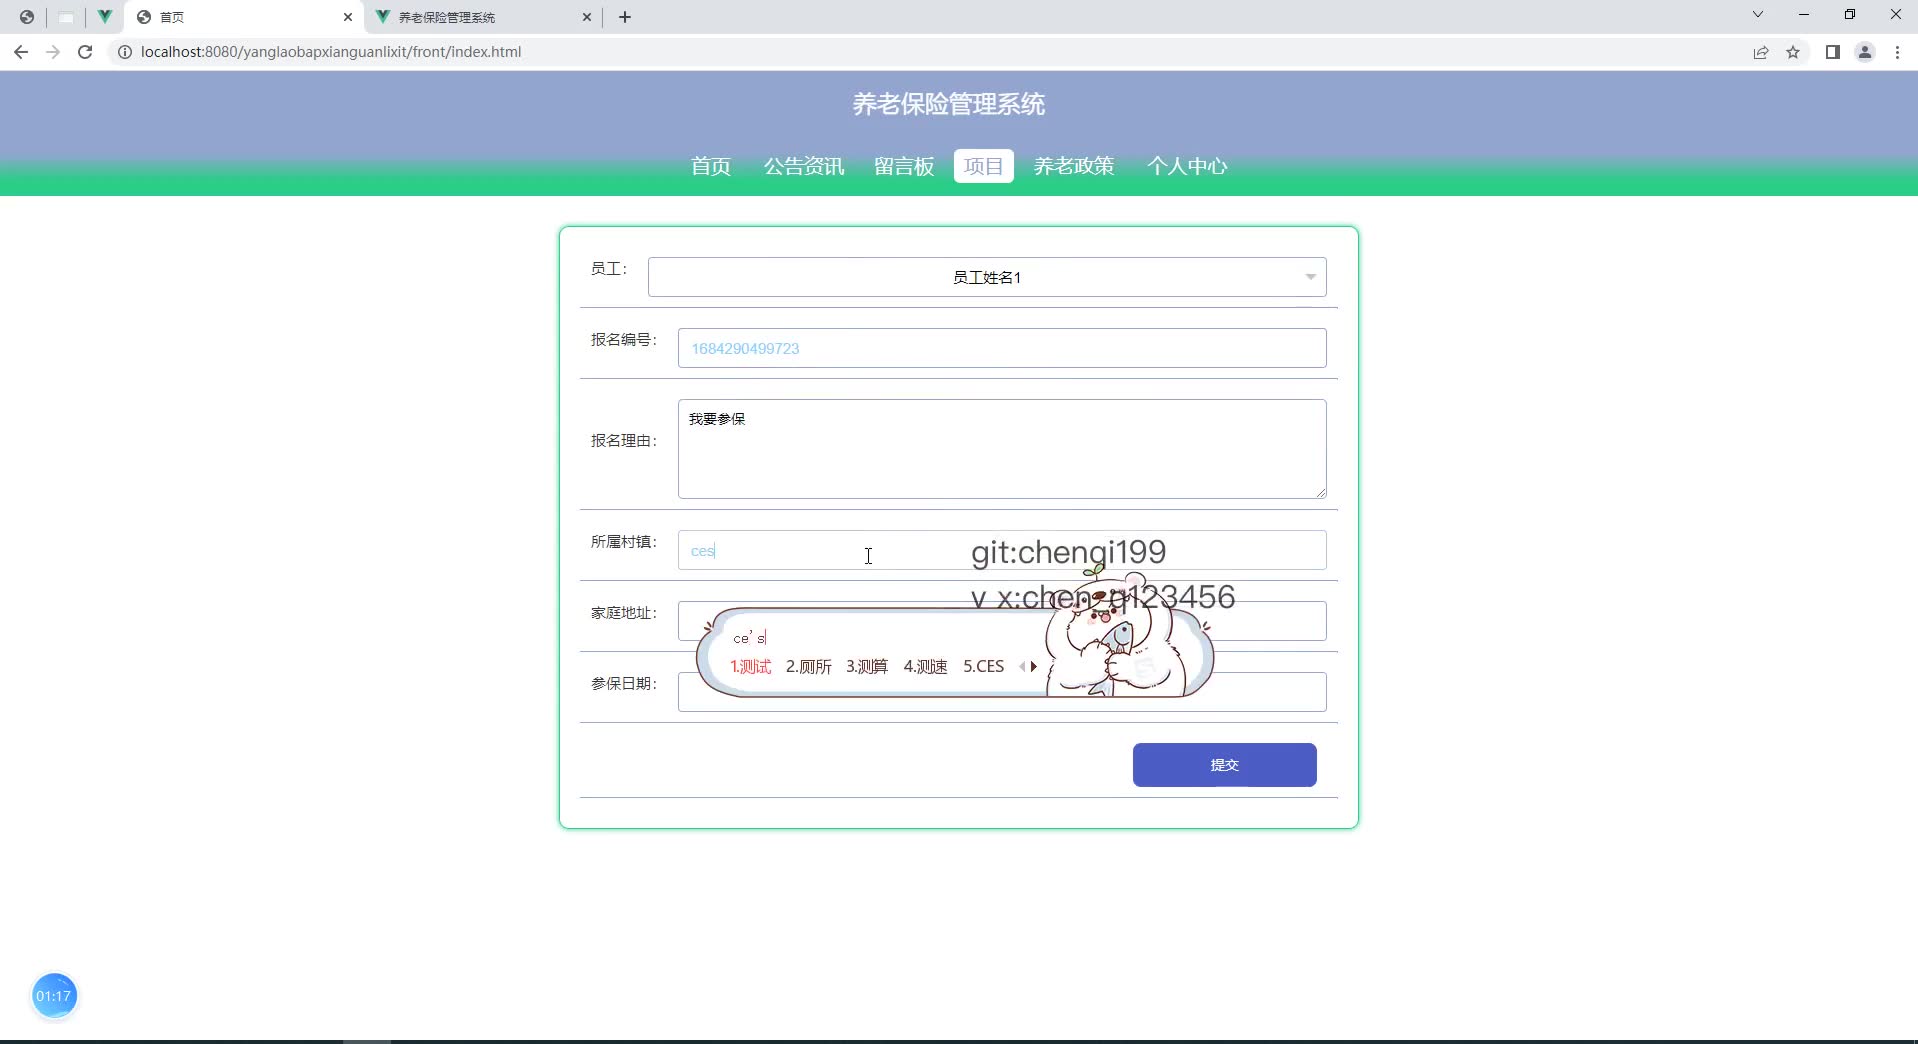 首页
养老保险管理系统
localhost:8080/yanglaobapxianguanlixit/front/index.html
养老保险管理系统
首页 公告资讯 留言板 项目 养老政策 个人中心
员工： 员工姓名1
报名编号： 1684290499723
报名理由： 我要参保
所属村镇： ces
git:chenqi199
v x:chen_q123456
家庭地址：
ce's
1.测试 2.厕所 3.测算 4.测速 5.CES
参保日期：
提交
01:17